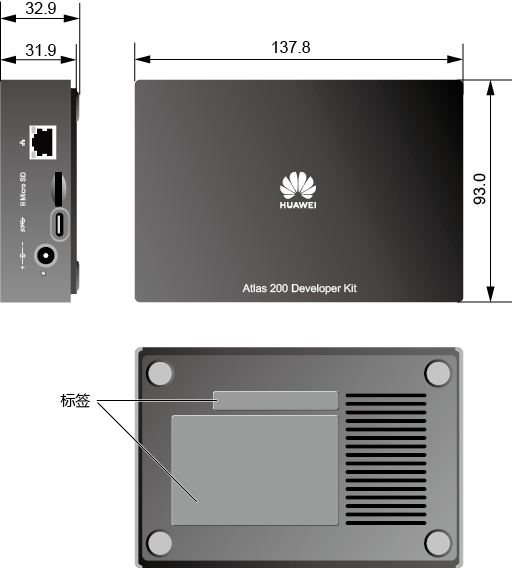 32.9
31.9
137.8
93.0
Micro SD
HUAWEI
Atlas 200 Developer Kit
标签